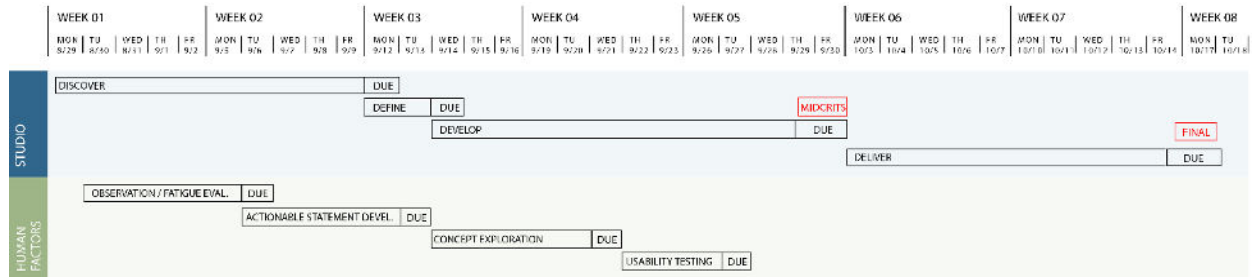 WEEK 01 WEEK 02 WEEK 03 WEEK 04 WEEK 05 WEEK 06 WEEK 07 WEEK 08
MON TU WED TH FR MON TU WED TH FR MON TU WED TH FR MON TU WED TH FR MON TU WED TH FR MON TU WED TH FR MON TU WED TH FR MON TU
8/29 8/30 8/31 9/1 9/2 9/5 9/6 9/7 9/8 9/9 9/12 9/13 9/14 9/15 9/16 9/19 9/20 9/21 9/22 9/23 9/26 9/27 9/28 9/29 9/30 10/3 10/4 10/5 10/6 10/7 10/10 10/11 10/12 10/13 10/14 10/17 10/18
STUDIO
DISCOVER DUE
DEFINE DUE MIDCRITS
DEVELOP DUE FINAL
DELIVER DUE
HUMAN
FACTORS
OBSERVATION / FATIGUE EVAL. DUE
ACTIONABLE STATEMENT DEVEL. DUE
CONCEPT EXPLORATION DUE
USABILITY TESTING DUE